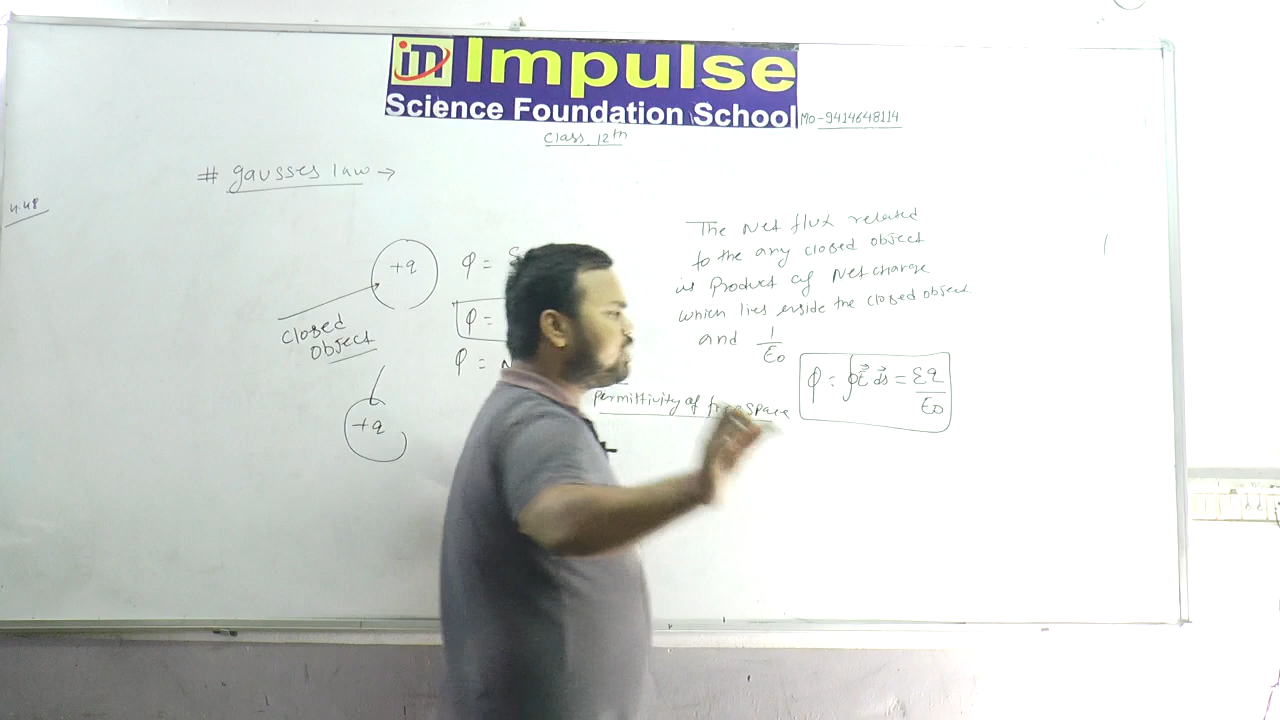 in Impulse
Science Foundation School
Mo-9414648114
Class 12th
# gausses law →
4.48
+q
φ =
φ =
φ =
closed
object
+q
The Net flux related
to the any closed object
is Product of Net charge
which lies inside the closed object
and 1/ε0
permittivity of free space
φ = ∮E⃗ ds⃗ = Σq/ε0